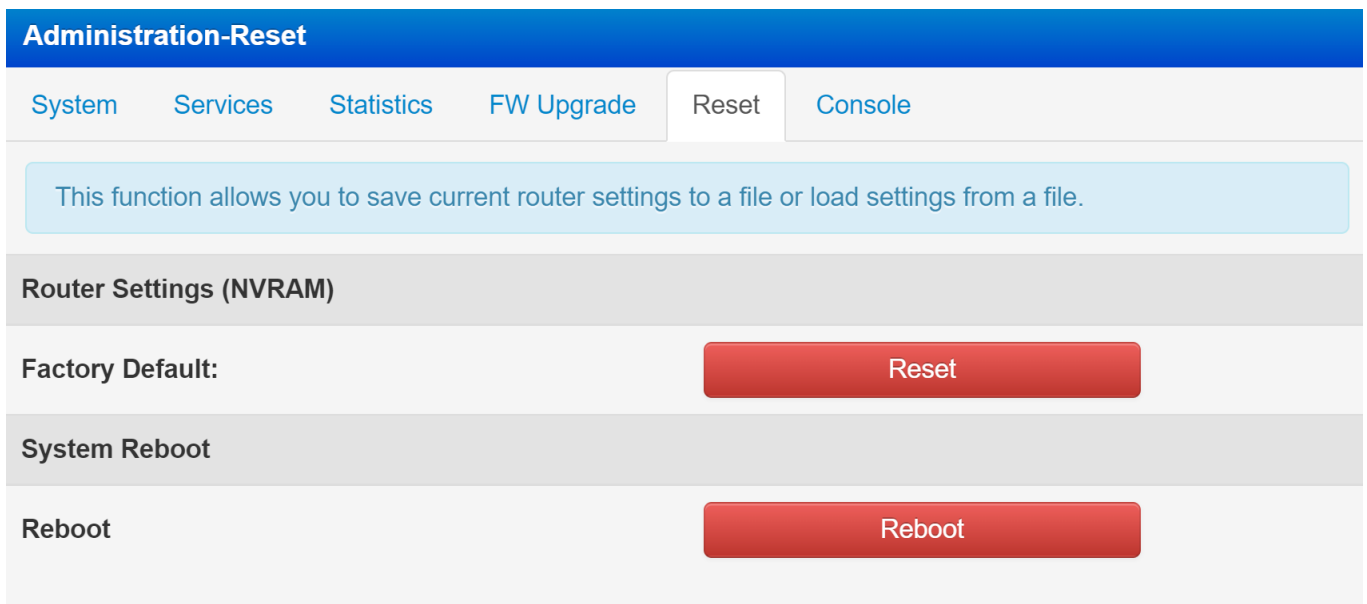 Administration-Reset
System Services Statistics FW Upgrade Reset Console
This function allows you to save current router settings to a file or load settings from a file.
Router Settings (NVRAM)
Factory Default: Reset
System Reboot
Reboot Reboot